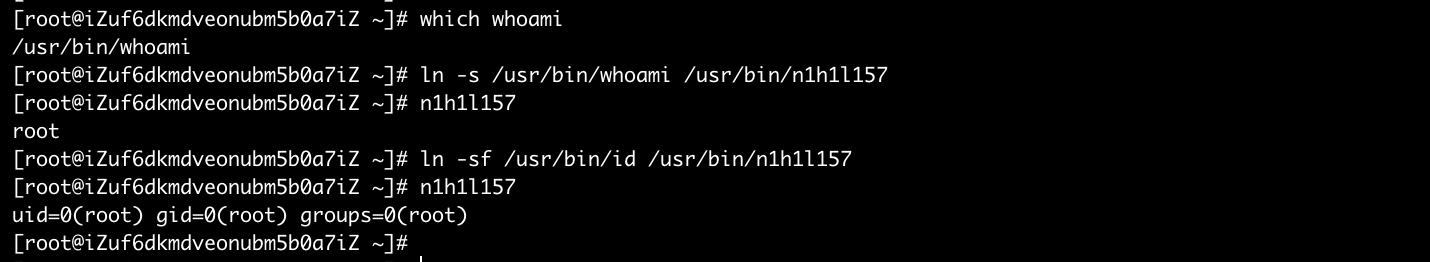 [root@iZuf6dkmdveonubm5b0a7iZ ~]# which whoami
/usr/bin/whoami
[root@iZuf6dkmdveonubm5b0a7iZ ~]# ln -s /usr/bin/whoami /usr/bin/n1h1l157
[root@iZuf6dkmdveonubm5b0a7iZ ~]# n1h1l157
root
[root@iZuf6dkmdveonubm5b0a7iZ ~]# ln -sf /usr/bin/id /usr/bin/n1h1l157
[root@iZuf6dkmdveonubm5b0a7iZ ~]# n1h1l157
uid=0(root) gid=0(root) groups=0(root)
[root@iZuf6dkmdveonubm5b0a7iZ ~]#